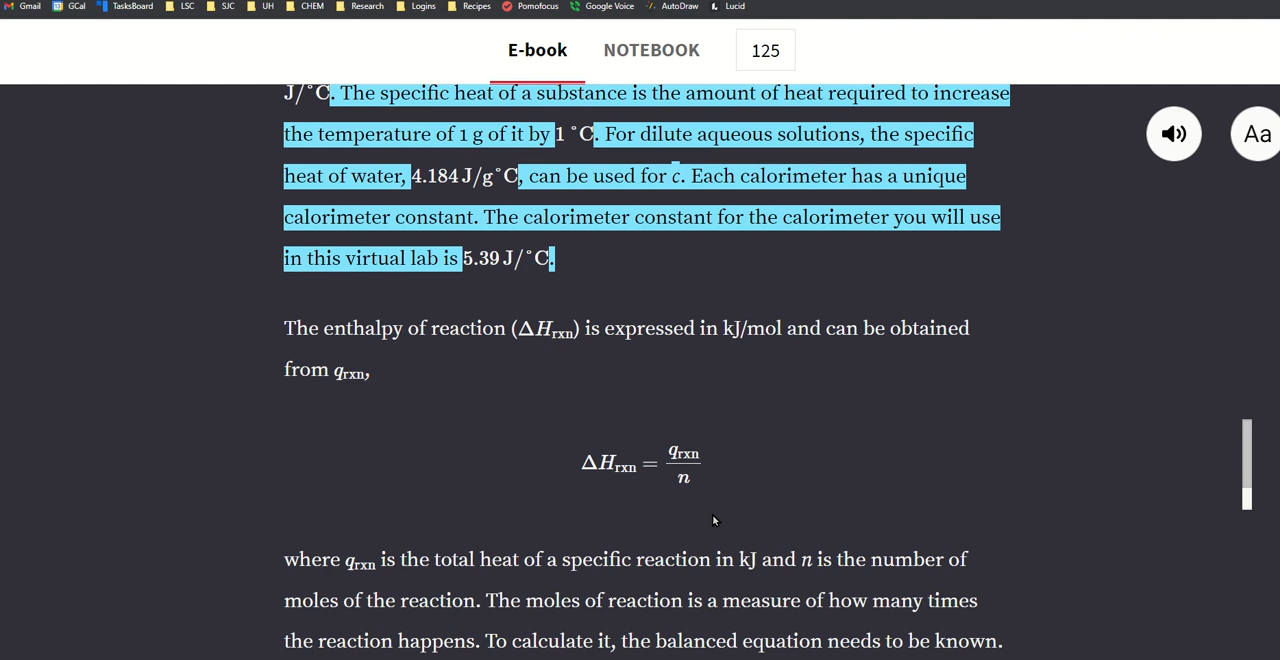 Gmail GCal TasksBoard LSC SJC UH CHEM Research Logins Recipes Pomofocus Google Voice AutoDraw Lucid
E-book NOTEBOOK 125
J/°C. The specific heat of a substance is the amount of heat required to increase
the temperature of 1 g of it by 1 °C. For dilute aqueous solutions, the specific
heat of water, 4.184 J/g°C, can be used for c. Each calorimeter has a unique
calorimeter constant. The calorimeter constant for the calorimeter you will use
in this virtual lab is 5.39 J/°C.
Aa
The enthalpy of reaction (ΔHrxn) is expressed in kJ/mol and can be obtained
from qrxn,
ΔHrxn = qrxn
n
where qrxn is the total heat of a specific reaction in kJ and n is the number of
moles of the reaction. The moles of reaction is a measure of how many times
the reaction happens. To calculate it, the balanced equation needs to be known.